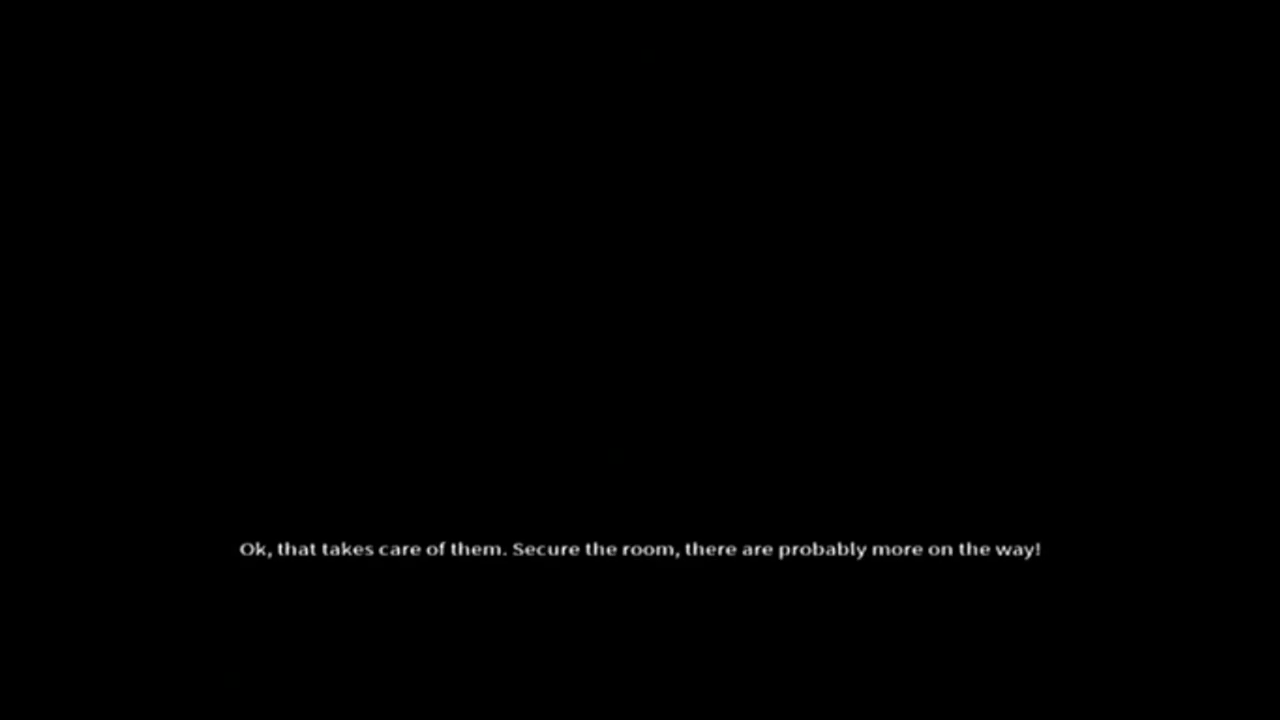 Ok, that takes care of them. Secure the room, there are probably more on the way!